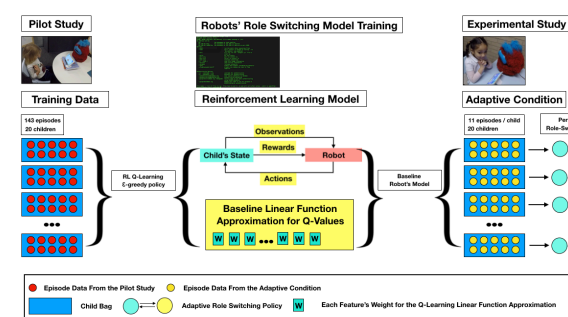 Pilot Study
Robots' Role Switching Model Training
Experimental Study
Training Data
Reinforcement Learning Model
Adaptive Condition
143 episodes
20 children
11 episodes / child
20 children
Per
Role-Sw
Observations
Rewards
Child's State
Robot
Actions
RL Q-Learning
ε-greedy policy
Baseline
Robot's Model
Baseline Linear Function
Approximation for Q-Values
W W W ... W W W
...
...
Episode Data From the Pilot Study
Episode Data From the Adaptive Condition
Child Bag
Adaptive Role Switching Policy
W
Each Feature's Weight for the Q-Learning Linear Function Approximation